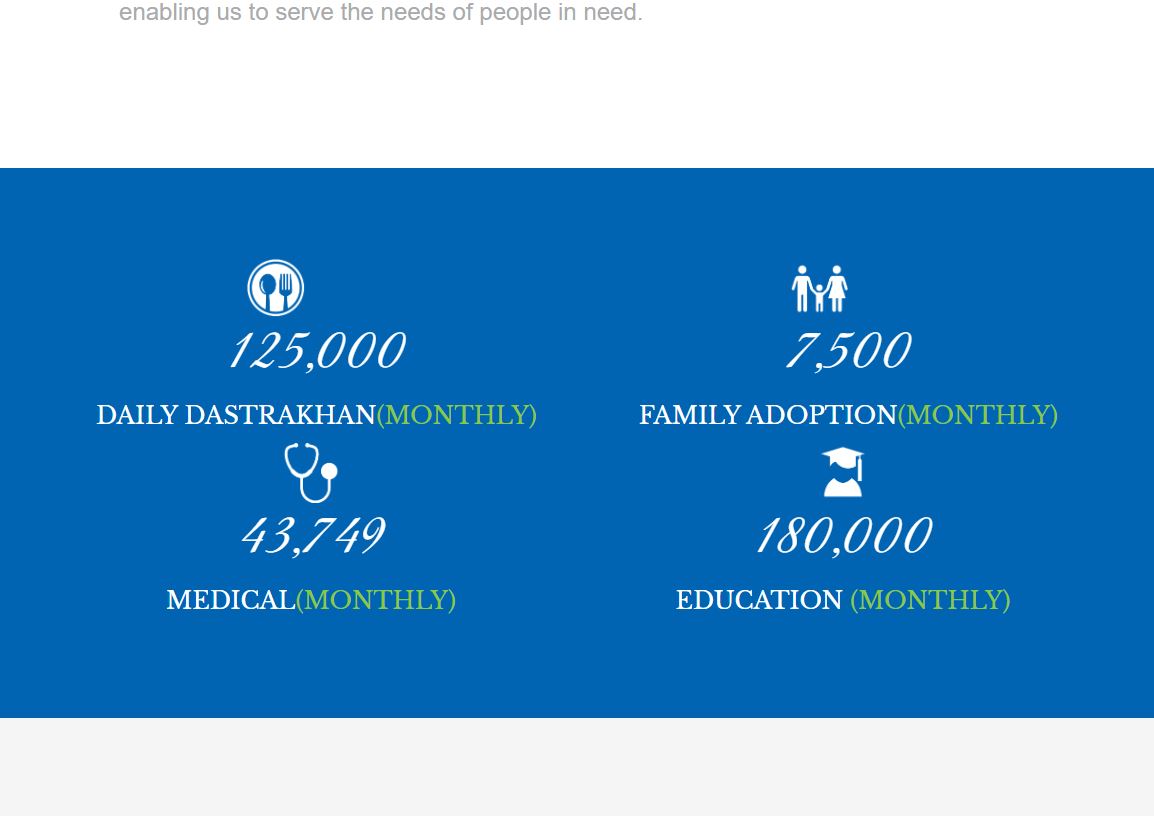 enabling us to serve the needs of people in need.
125,000
DAILY DASTRAKHAN(MONTHLY)
7,500
FAMILY ADOPTION(MONTHLY)
43,749
MEDICAL(MONTHLY)
180,000
EDUCATION (MONTHLY)